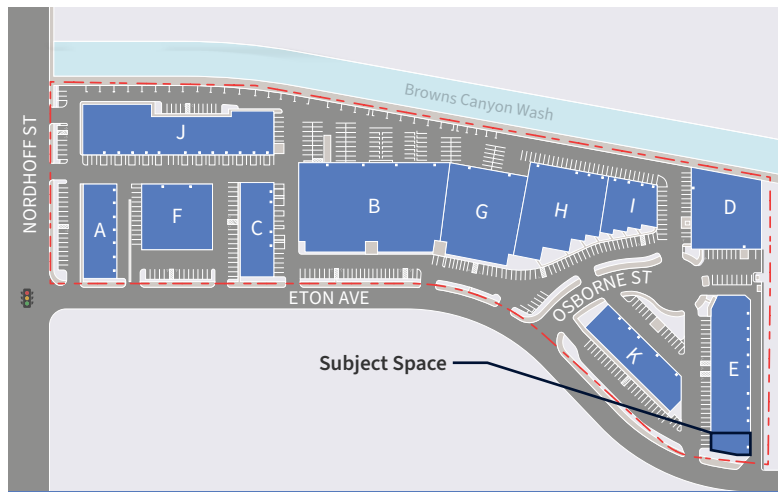 Browns Canyon Wash
NORDHOFF ST
J
A
F
C
B
G
H
I
D
ETON AVE
OSBORNE ST
K
E
Subject Space